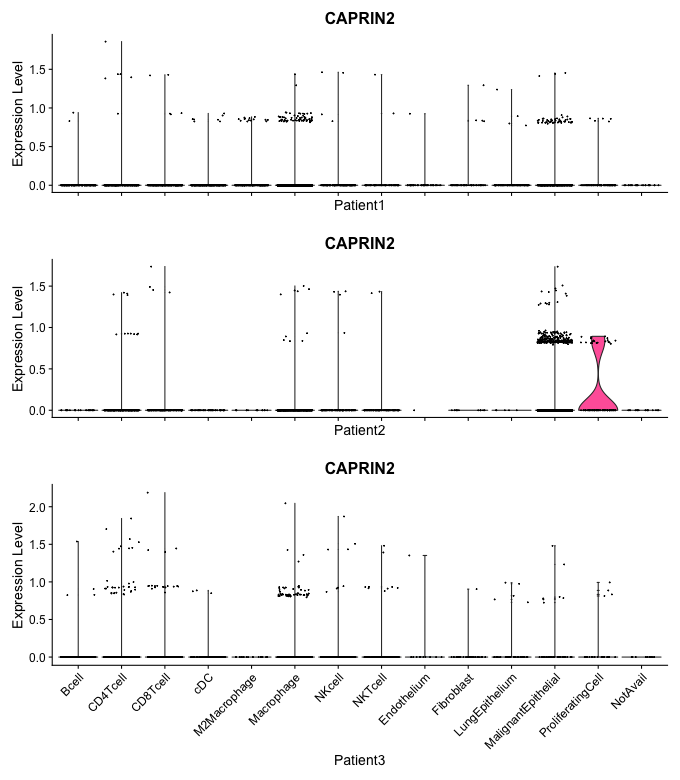 CAPRIN2
Expression Level
1.5
1.0
0.5
0.0
Patient1
CAPRIN2
Expression Level
1.5
1.0
0.5
0.0
Patient2
CAPRIN2
Expression Level
2.0
1.5
1.0
0.5
0.0
Bcell
CD4Tcell
CD8Tcell
cDC
M2Macrophage
Macrophage
NKcell
NKTcell
Endothelium
Fibroblast
LungEpithelium
MalignantEpithelial
ProliferatingCell
NotAvail
Patient3